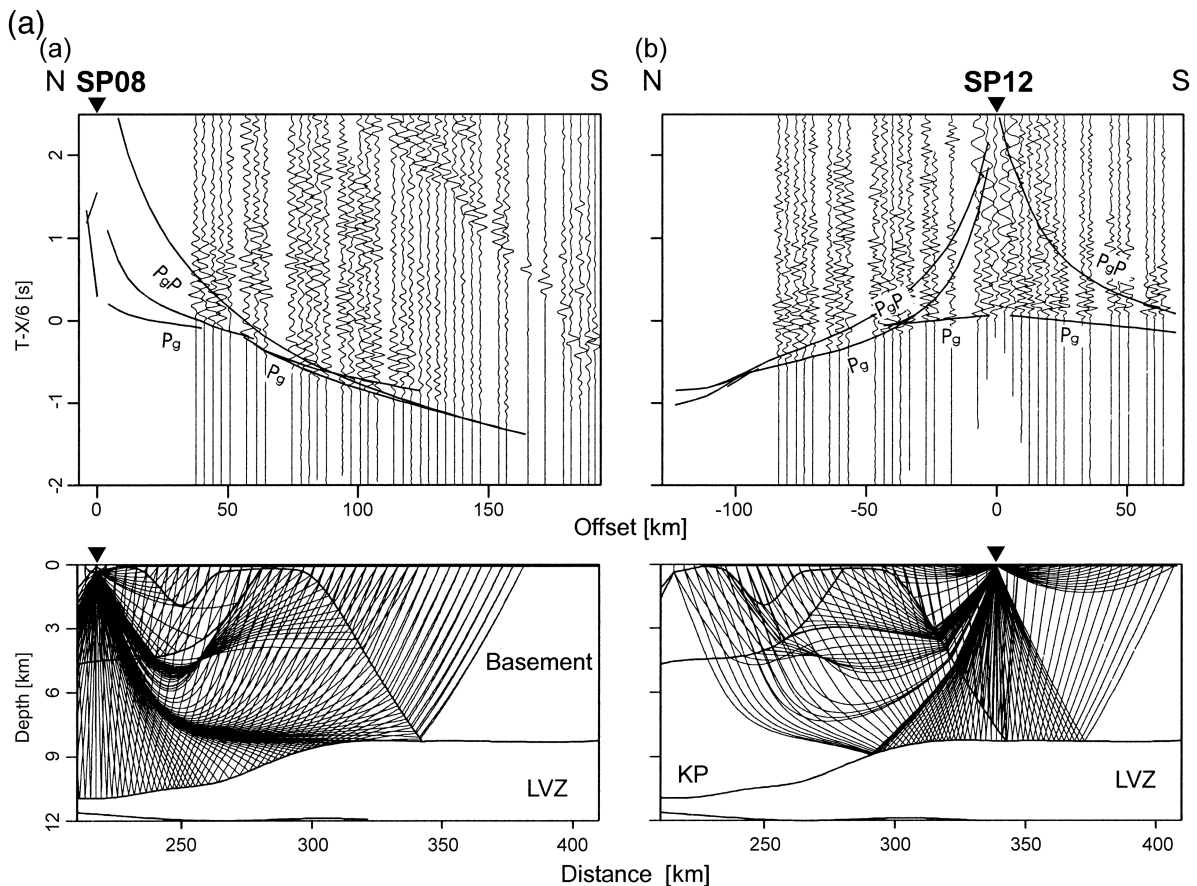 (a)
(a) (b)
N SP08 S N SP12 S
2
1
0
-1
-2
T-X/6 [s]
PgP
Pg
Pg
PgP
Pg
Pg
PgP
Pg
0 50 100 150 -100 -50 0 50
Offset [km]
0
3
6
9
12
Depth [km]
Basement
LVZ
KP
LVZ
250 300 350 400 250 300 350 400
Distance [km]